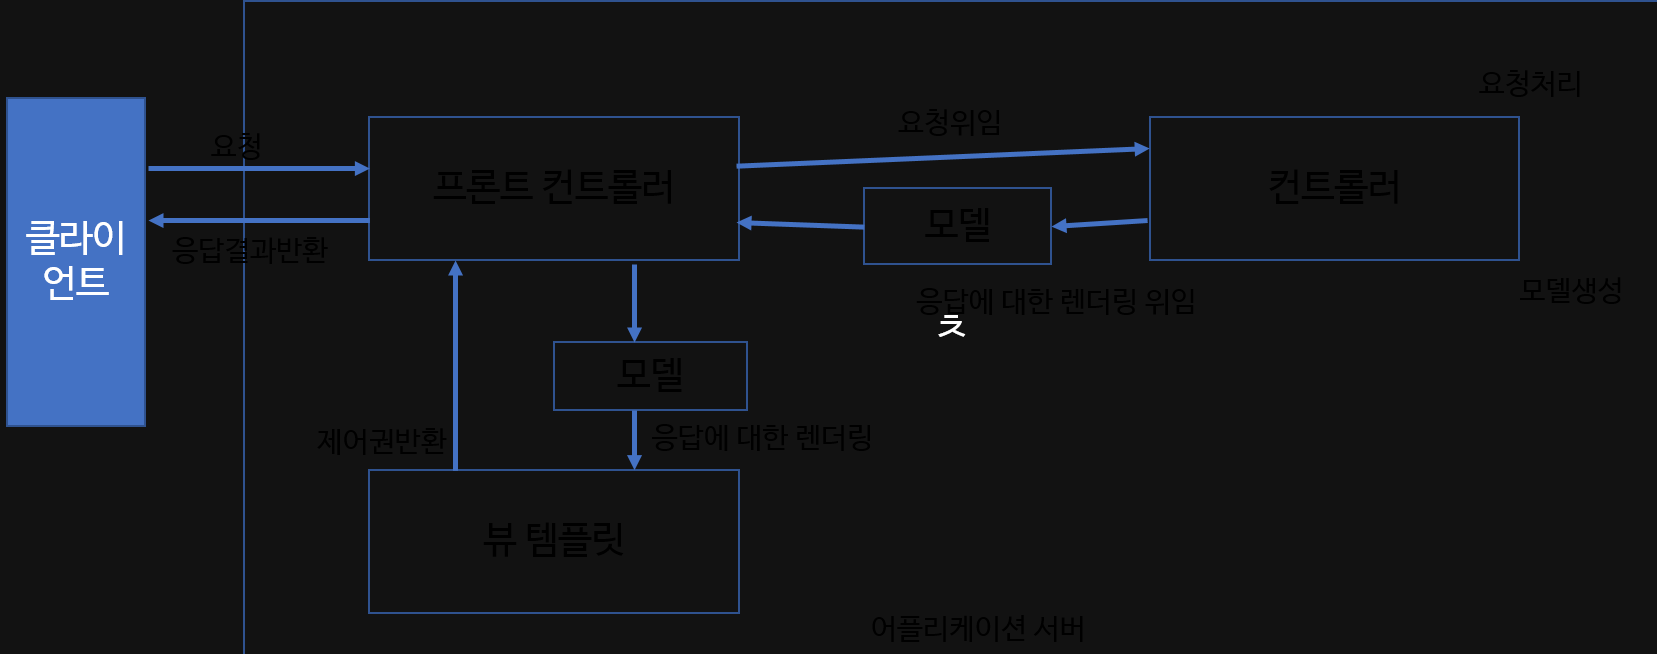 요청처리
요청위임
요청
프론트 컨트롤러
컨트롤러
모델
클라이
언트
응답결과반환
모델생성
응답에 대한 렌더링 위임
ㅊ
모델
제어권반환
응답에 대한 렌더링
뷰 템플릿
어플리케이션 서버